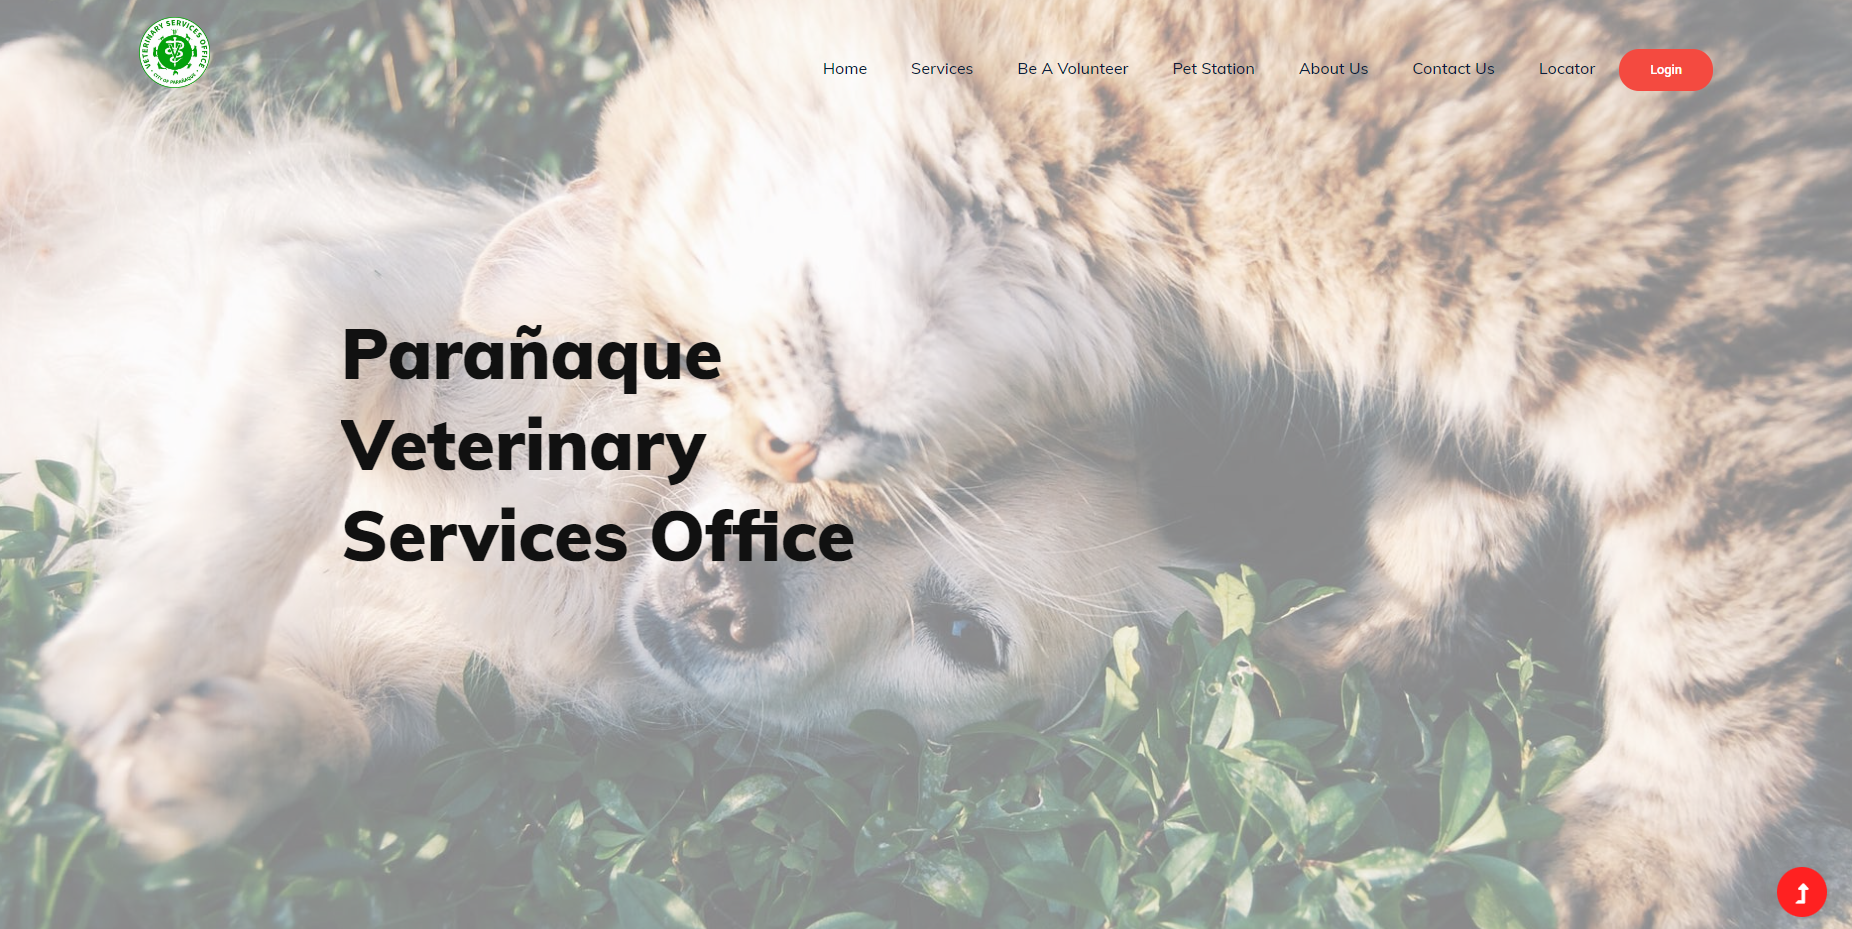 VETERINARY SERVICES OFFICE
CITY OF PARAÑAQUE
Home
Services
Be A Volunteer
Pet Station
About Us
Contact Us
Locator
Login
Parañaque
Veterinary
Services Office